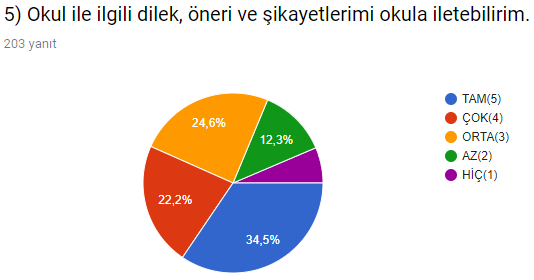 5) Okul ile ilgili dilek, öneri ve şikayetlerimi okula iletebilirim.
203 yanıt
24,6%
12,3%
22,2%
34,5%
TAM(5)
ÇOK(4)
ORTA(3)
AZ(2)
HİÇ(1)